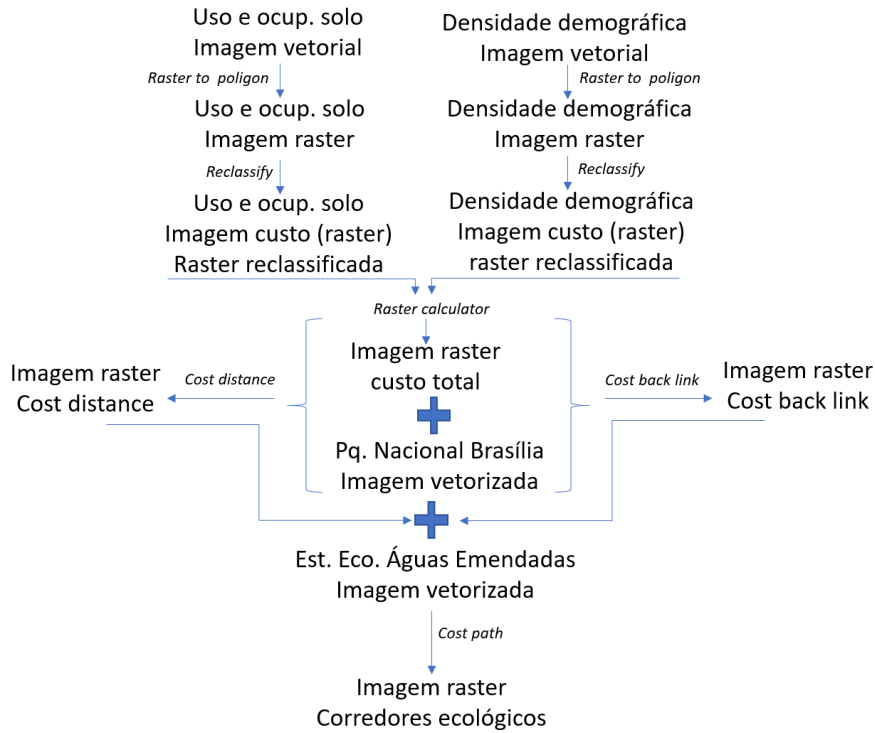 Uso e ocup. solo
Imagem vetorial
Densidade demográfica
Imagem vetorial
Raster to poligon
Raster to poligon
Uso e ocup. solo
Imagem raster
Densidade demográfica
Imagem raster
Reclassify
Reclassify
Uso e ocup. solo
Imagem custo (raster)
Raster reclassificada
Densidade demográfica
Imagem custo (raster)
raster reclassificada
Raster calculator
Imagem raster
custo total
Imagem raster
Cost distance
Cost distance
Cost back link
Imagem raster
Cost back link
Pq. Nacional Brasília
Imagem vetorizada
Est. Eco. Águas Emendadas
Imagem vetorizada
Cost path
Imagem raster
Corredores ecológicos